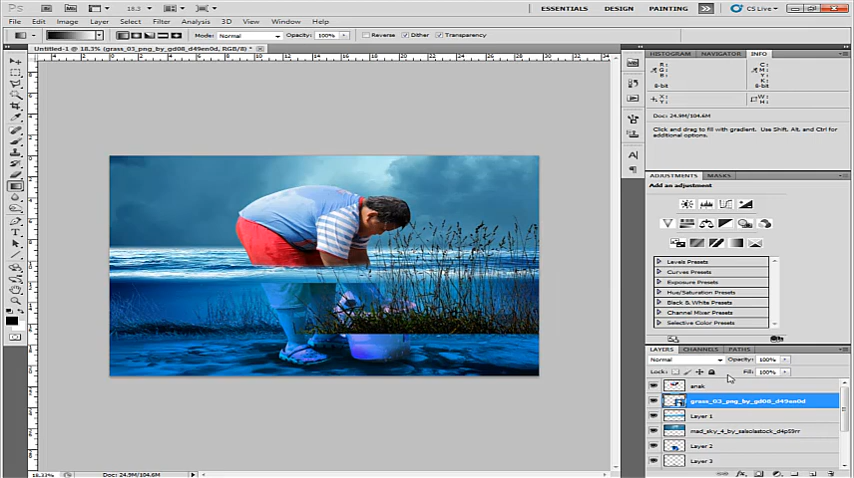 Ps Br Mb 18.3 ESSENTIALS DESIGN PAINTING CS Live
File Edit Image Layer Select Filter Analysis 3D View Window Help
Mode: Normal Opacity: 100% Reverse Dither Transparency
Untitled-1 @ 18.3% (grass_03_png_by_gd08_d49en0d, RGB/8) *
HISTOGRAM NAVIGATOR INFO
R: C:
G: M:
B: Y:
K:
8-bit 8-bit
X: W:
Y: H:
Doc: 24.9M/104.6M
Click and drag to fill with gradient. Use Shift, Alt, and Ctrl for
additional options.
ADJUSTMENTS MASKS
Add an adjustment
Levels Presets
Curves Presets
Exposure Presets
Hue/Saturation Presets
Black & White Presets
Channel Mixer Presets
Selective Color Presets
LAYERS CHANNELS PATHS
Normal Opacity: 100%
Lock: Fill: 100%
anak
grass_03_png_by_gd08_d49en0d
Layer 1
mad_sky_4_by_salsolastock_d4p59rr
Layer 2
Layer 3
18.33% Doc: 24.9M/104.6M